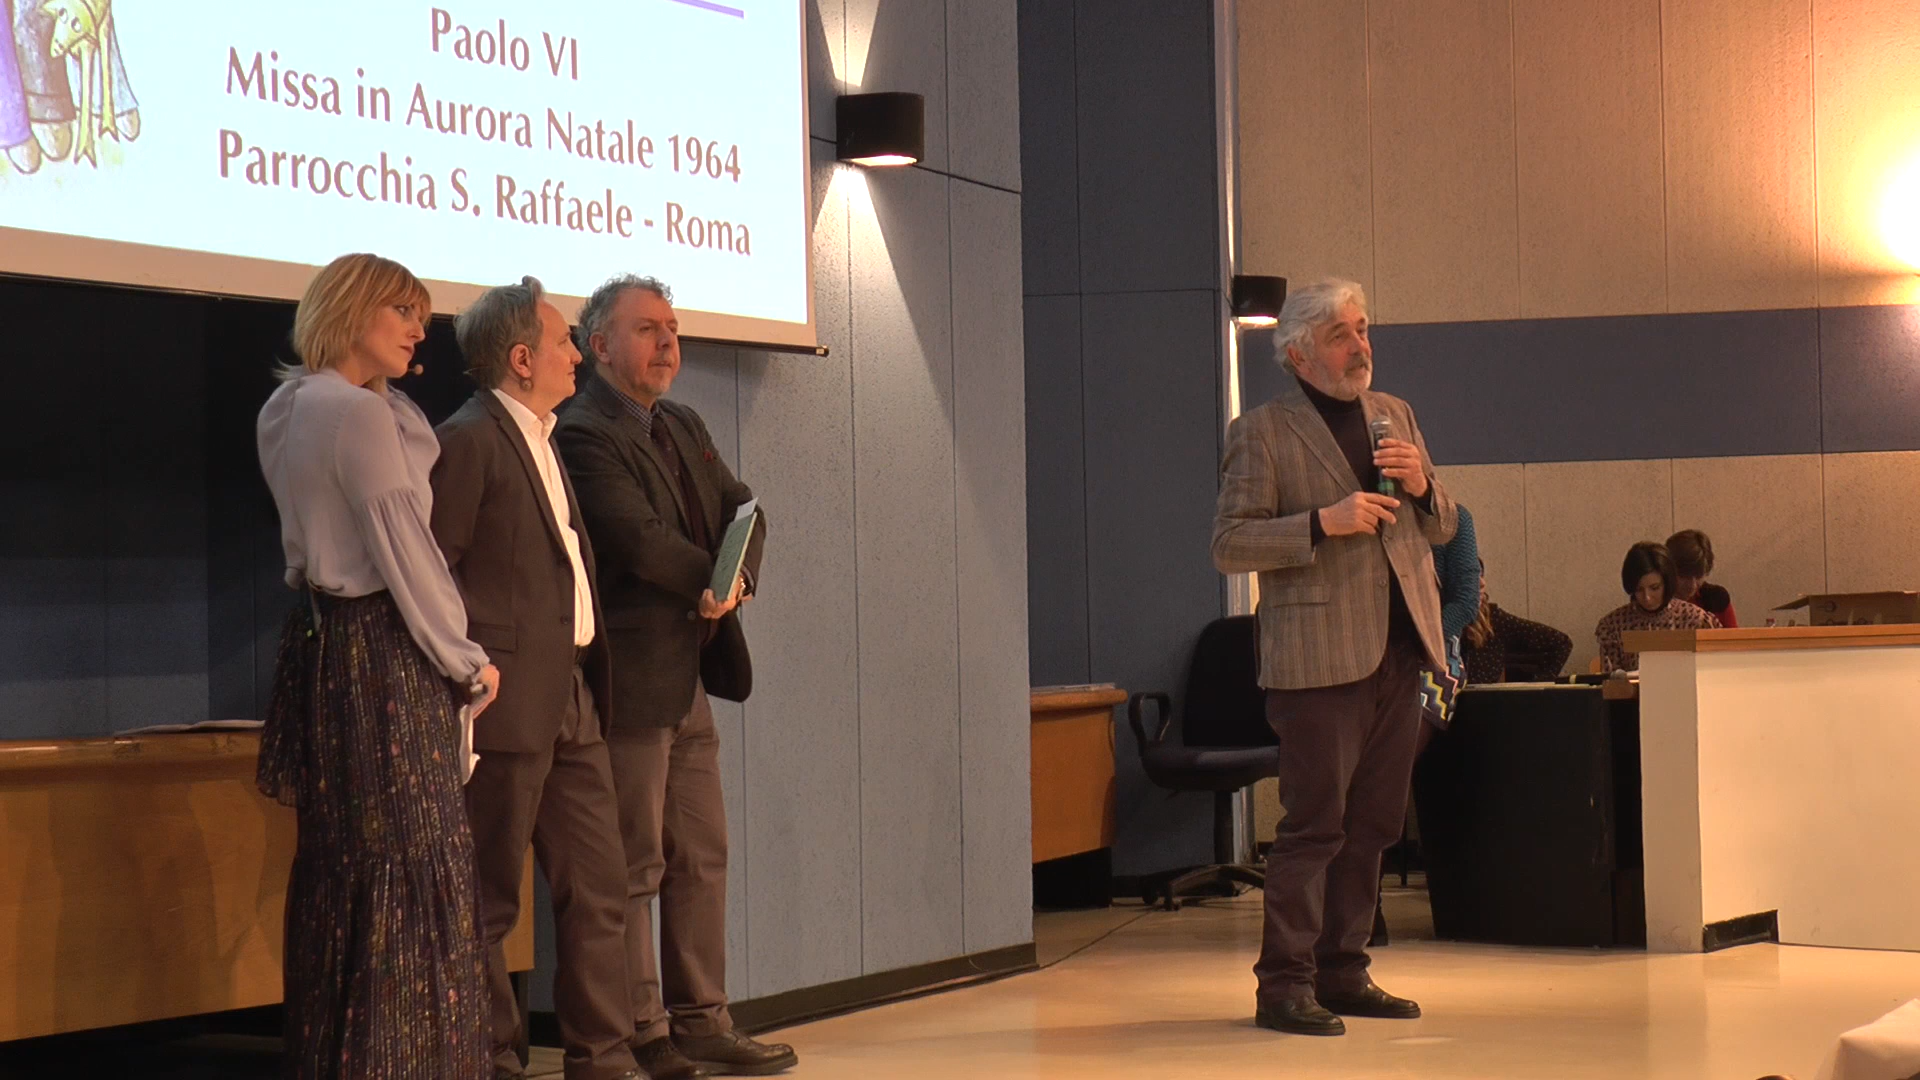 Paolo VI
Missa in Aurora Natale 1964
Parrocchia S. Raffaele - Roma